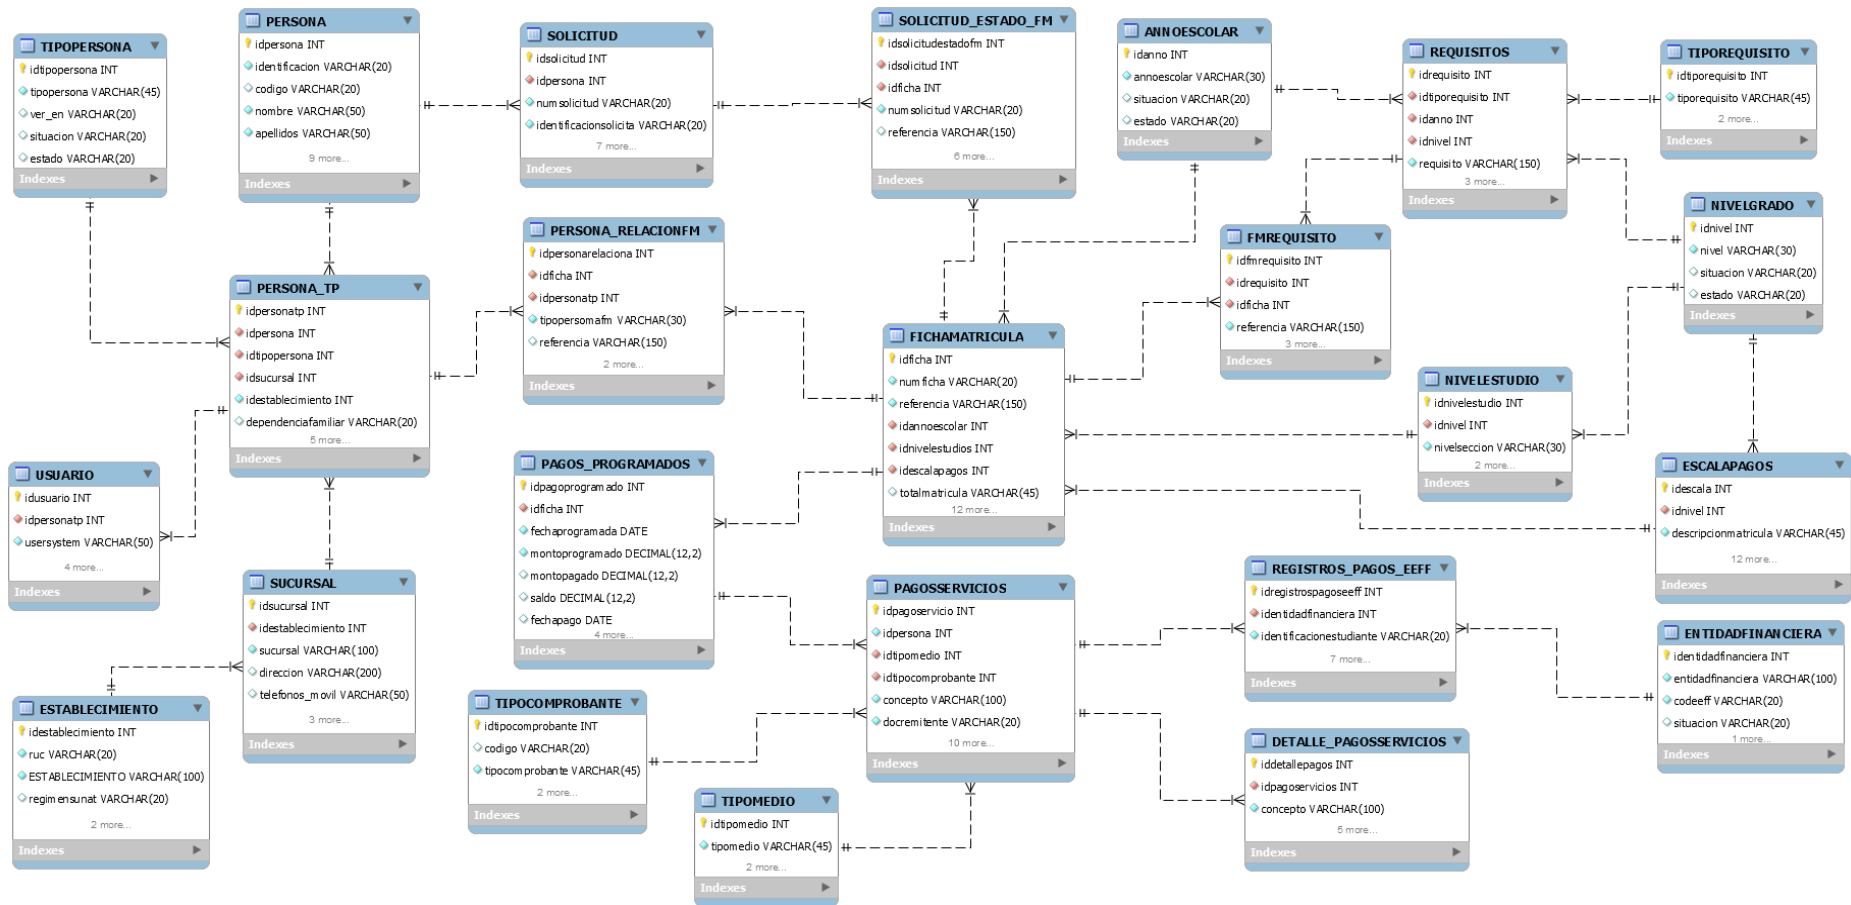 TIPOPERSONA
idtipopersona INT
tipopersona VARCHAR(45)
ver_en VARCHAR(20)
situacion VARCHAR(20)
estado VARCHAR(20)
Indexes
PERSONA
idpersona INT
identificacion VARCHAR(20)
codigo VARCHAR(20)
nombre VARCHAR(50)
apellidos VARCHAR(50)
9 more...
Indexes
SOLICITUD
idsolicitud INT
idpersona INT
numsolicitud VARCHAR(20)
identificacionsolicita VARCHAR(20)
7 more...
Indexes
SOLICITUD_ESTADO_FM
idsolicitudestadofm INT
idsolicitud INT
idficha INT
numsolicitud VARCHAR(20)
referencia VARCHAR(150)
6 more...
Indexes
ANNOESCOLAR
idanno INT
annoescolar VARCHAR(30)
situacion VARCHAR(20)
estado VARCHAR(20)
Indexes
REQUISITOS
idrequisito INT
idtiporequisito INT
idanno INT
idnivel INT
requisito VARCHAR(150)
3 more...
Indexes
TIPOREQUISITO
idtiporequisito INT
tiporequisito VARCHAR(45)
2 more...
Indexes
NIVELGRADO
idnivel INT
nivel VARCHAR(30)
situacion VARCHAR(20)
estado VARCHAR(20)
Indexes
PERSONA_RELACIONFM
idpersonarelaciona INT
idficha INT
idpersonatp INT
tipopersomafm VARCHAR(30)
referencia VARCHAR(150)
2 more...
Indexes
FMREQUISITO
idfmrequisito INT
idrequisito INT
idficha INT
referencia VARCHAR(150)
3 more...
Indexes
PERSONA_TP
idpersonatp INT
idpersona INT
idtipopersona INT
idsucursal INT
idestablecimiento INT
dependenciafamiliar VARCHAR(20)
5 more...
Indexes
FICHAMATRICULA
idficha INT
numficha VARCHAR(20)
referencia VARCHAR(150)
idannoescolar INT
idnivelestudios INT
idescalapagos INT
totalmatricula VARCHAR(45)
12 more...
Indexes
NIVELESTUDIO
idnivelestudio INT
idnivel INT
nivelseccion VARCHAR(30)
2 more...
Indexes
ESCALAPAGOS
idescala INT
idnivel INT
descripcionmatricula VARCHAR(45)
12 more...
Indexes
USUARIO
idusuario INT
idpersonatp INT
usersystem VARCHAR(50)
4 more...
Indexes
PAGOS_PROGRAMADOS
idpagoprogramado INT
idficha INT
fechaprogramada DATE
montoprogramado DECIMAL(12,2)
montopagado DECIMAL(12,2)
saldo DECIMAL(12,2)
fechapago DATE
4 more...
Indexes
SUCURSAL
idsucursal INT
idestablecimiento INT
sucursal VARCHAR(100)
direccion VARCHAR(200)
telefonos_movil VARCHAR(50)
3 more...
Indexes
PAGOSSERVICIOS
idpagoservicio INT
idpersona INT
idtipomedio INT
idtipocomprobante INT
concepto VARCHAR(100)
docremitente VARCHAR(20)
10 more...
Indexes
REGISTROS_PAGOS_EEFF
idregistrospagoseeff INT
identidadfinanciera INT
identificacionestudiante VARCHAR(20)
7 more...
Indexes
ENTIDADFINANCIERA
identidadfinanciera INT
entidadfinanciera VARCHAR(100)
codeeff VARCHAR(20)
situacion VARCHAR(20)
1 more...
Indexes
ESTABLECIMIENTO
idestablecimiento INT
ruc VARCHAR(20)
ESTABLECIMIENTO VARCHAR(100)
regimensunat VARCHAR(20)
2 more...
Indexes
TIPOCOMPROBANTE
idtipocomprobante INT
codigo VARCHAR(20)
tipocomprobante VARCHAR(45)
2 more...
Indexes
TIPOMEDIO
idtipomedio INT
tipomedio VARCHAR(45)
2 more...
Indexes
DETALLE_PAGOSSERVICIOS
iddetallepagos INT
idpagoservicios INT
concepto VARCHAR(100)
5 more...
Indexes